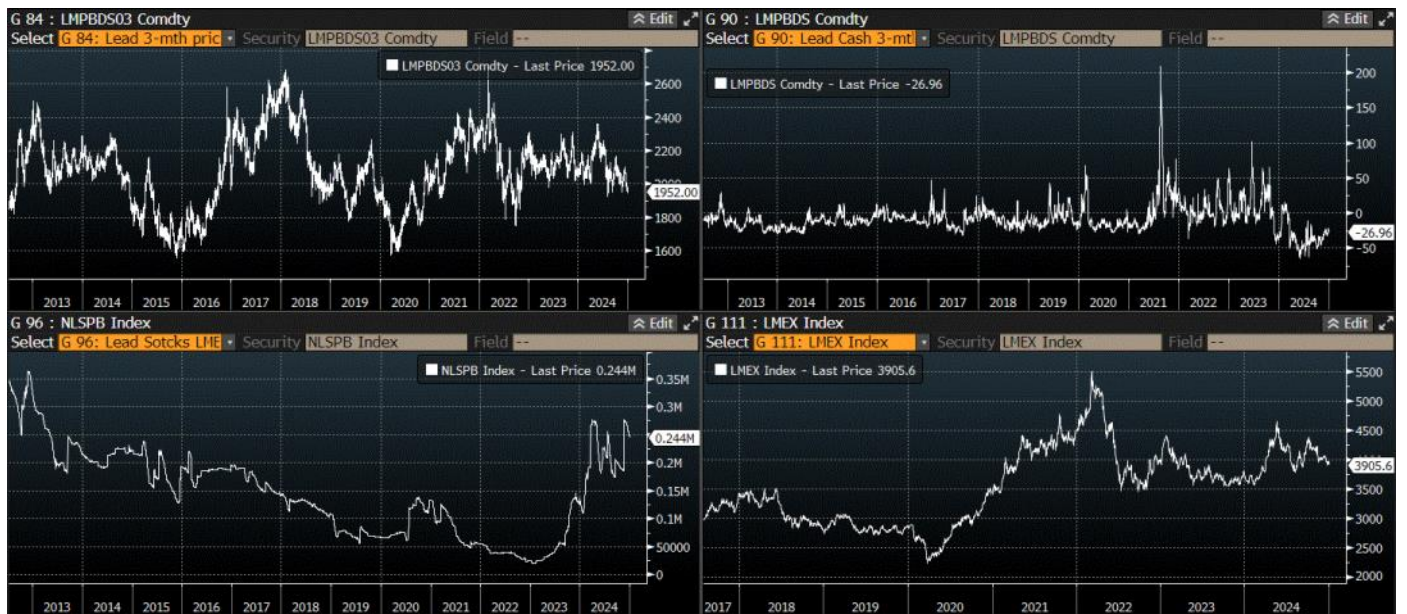 G 84 : LMPBDS03 Comdty
Edit
Select G 84: Lead 3-mth pric Security LMPBDS03 Comdty Field --
LMPBDS03 Comdty - Last Price 1952.00
2600
2400
2200
2000
1952.00
1800
1600
2013 2014 2015 2016 2017 2018 2019 2020 2021 2022 2023 2024
G 90 : LMPBDS Comdty
Edit
Select G 90: Lead Cash 3-mtl Security LMPBDS Comdty Field --
LMPBDS Comdty - Last Price -26.96
200
150
100
50
0
-26.96
-50
2013 2014 2015 2016 2017 2018 2019 2020 2021 2022 2023 2024
G 96 : NLSPB Index
Edit
Select G 96: Lead Sotcks LME Security NLSPB Index Field --
NLSPB Index - Last Price 0.244M
0.35M
0.3M
0.244M
0.2M
0.15M
0.1M
50000
0
2013 2014 2015 2016 2017 2018 2019 2020 2021 2022 2023 2024
G 111 : LMEX Index
Edit
Select G 111: LMEX Index Security LMEX Index Field --
LMEX Index - Last Price 3905.6
5500
5000
4500
3905.6
3500
3000
2500
2000
2017 2018 2019 2020 2021 2022 2023 2024